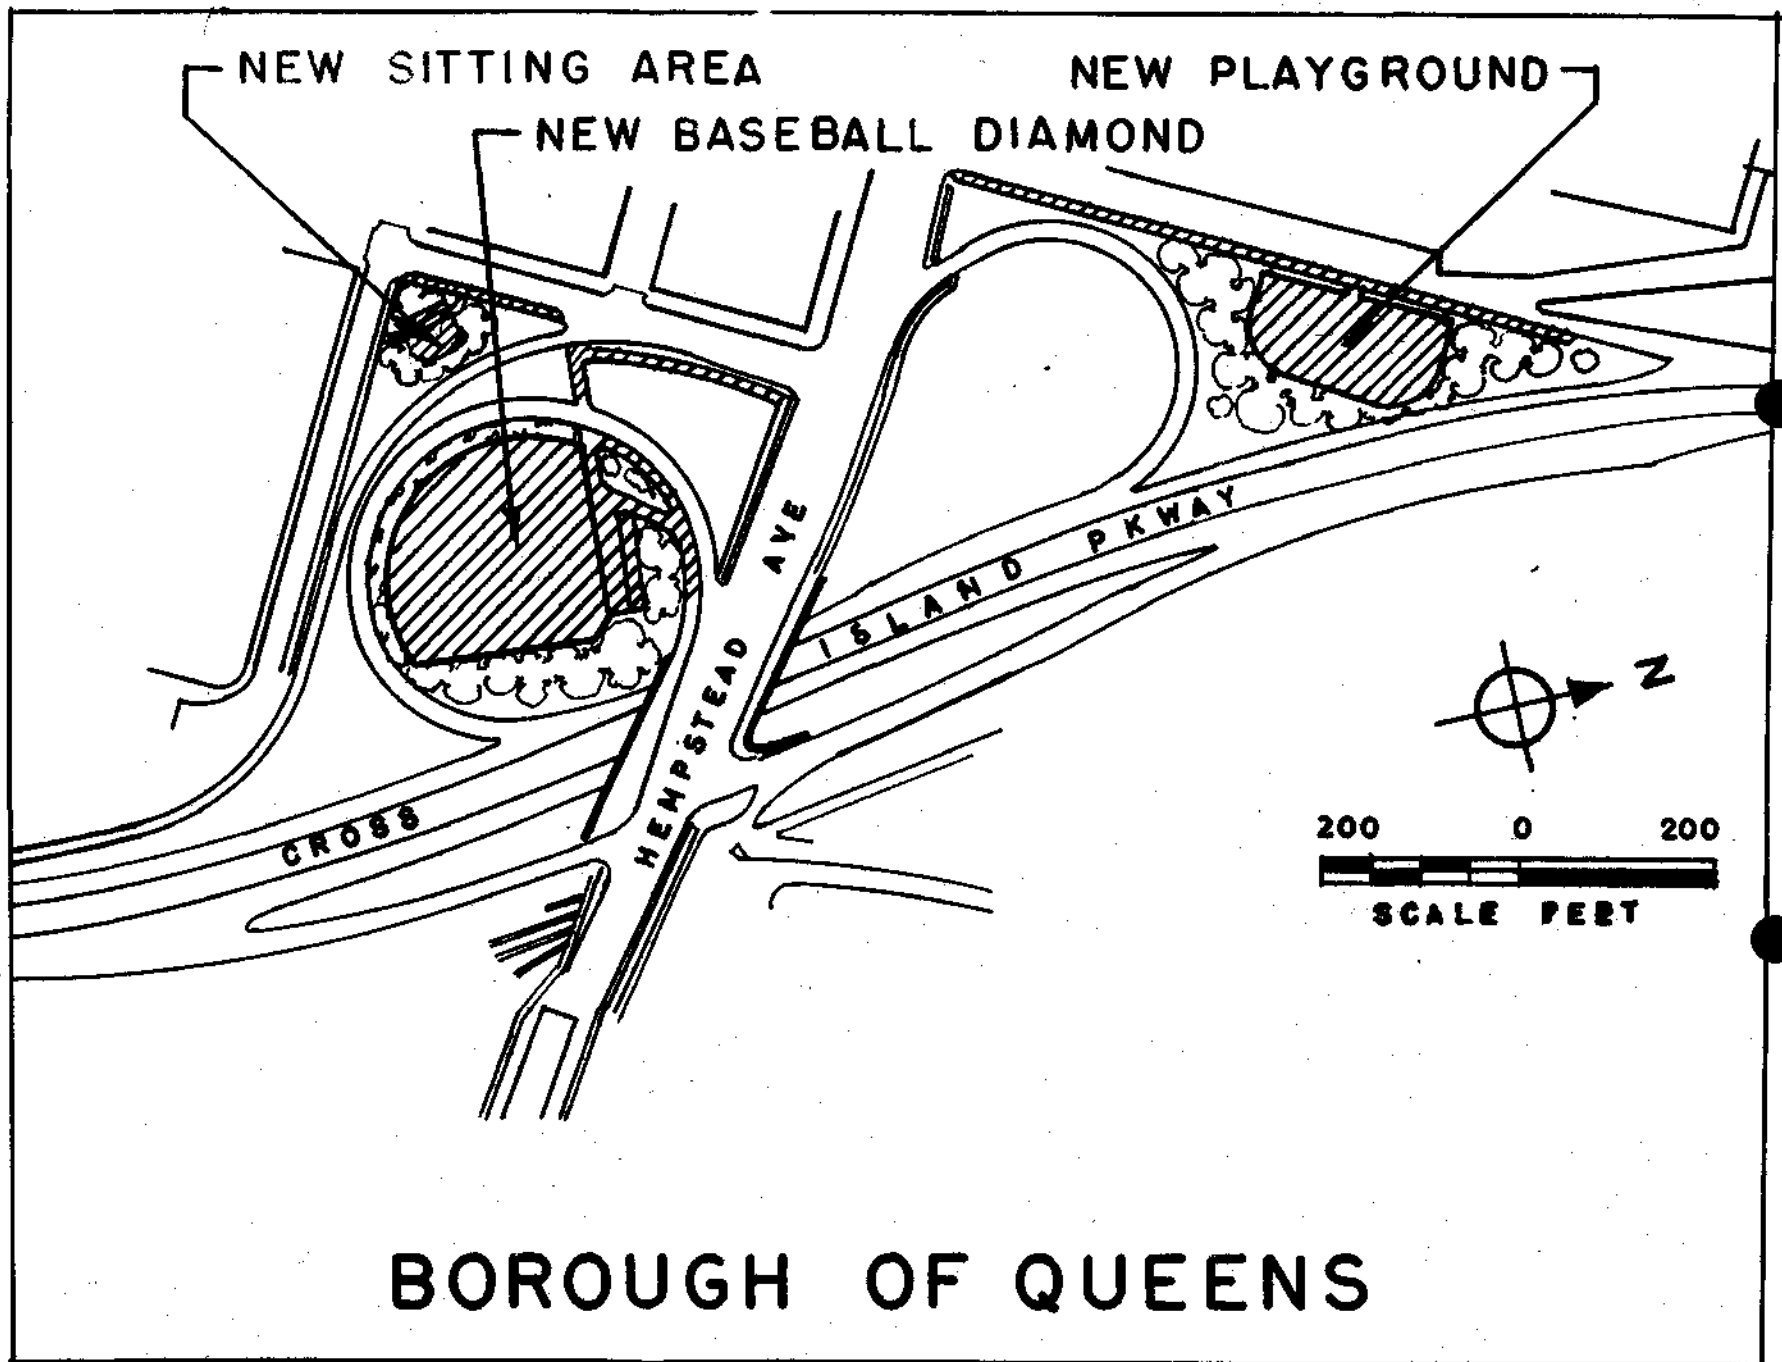 NEW SITTING AREA
NEW PLAYGROUND
NEW BASEBALL DIAMOND
HEMPSTEAD AVE
CROSS ISLAND PKWAY
N
200 0 200
SCALE FEET
BOROUGH OF QUEENS